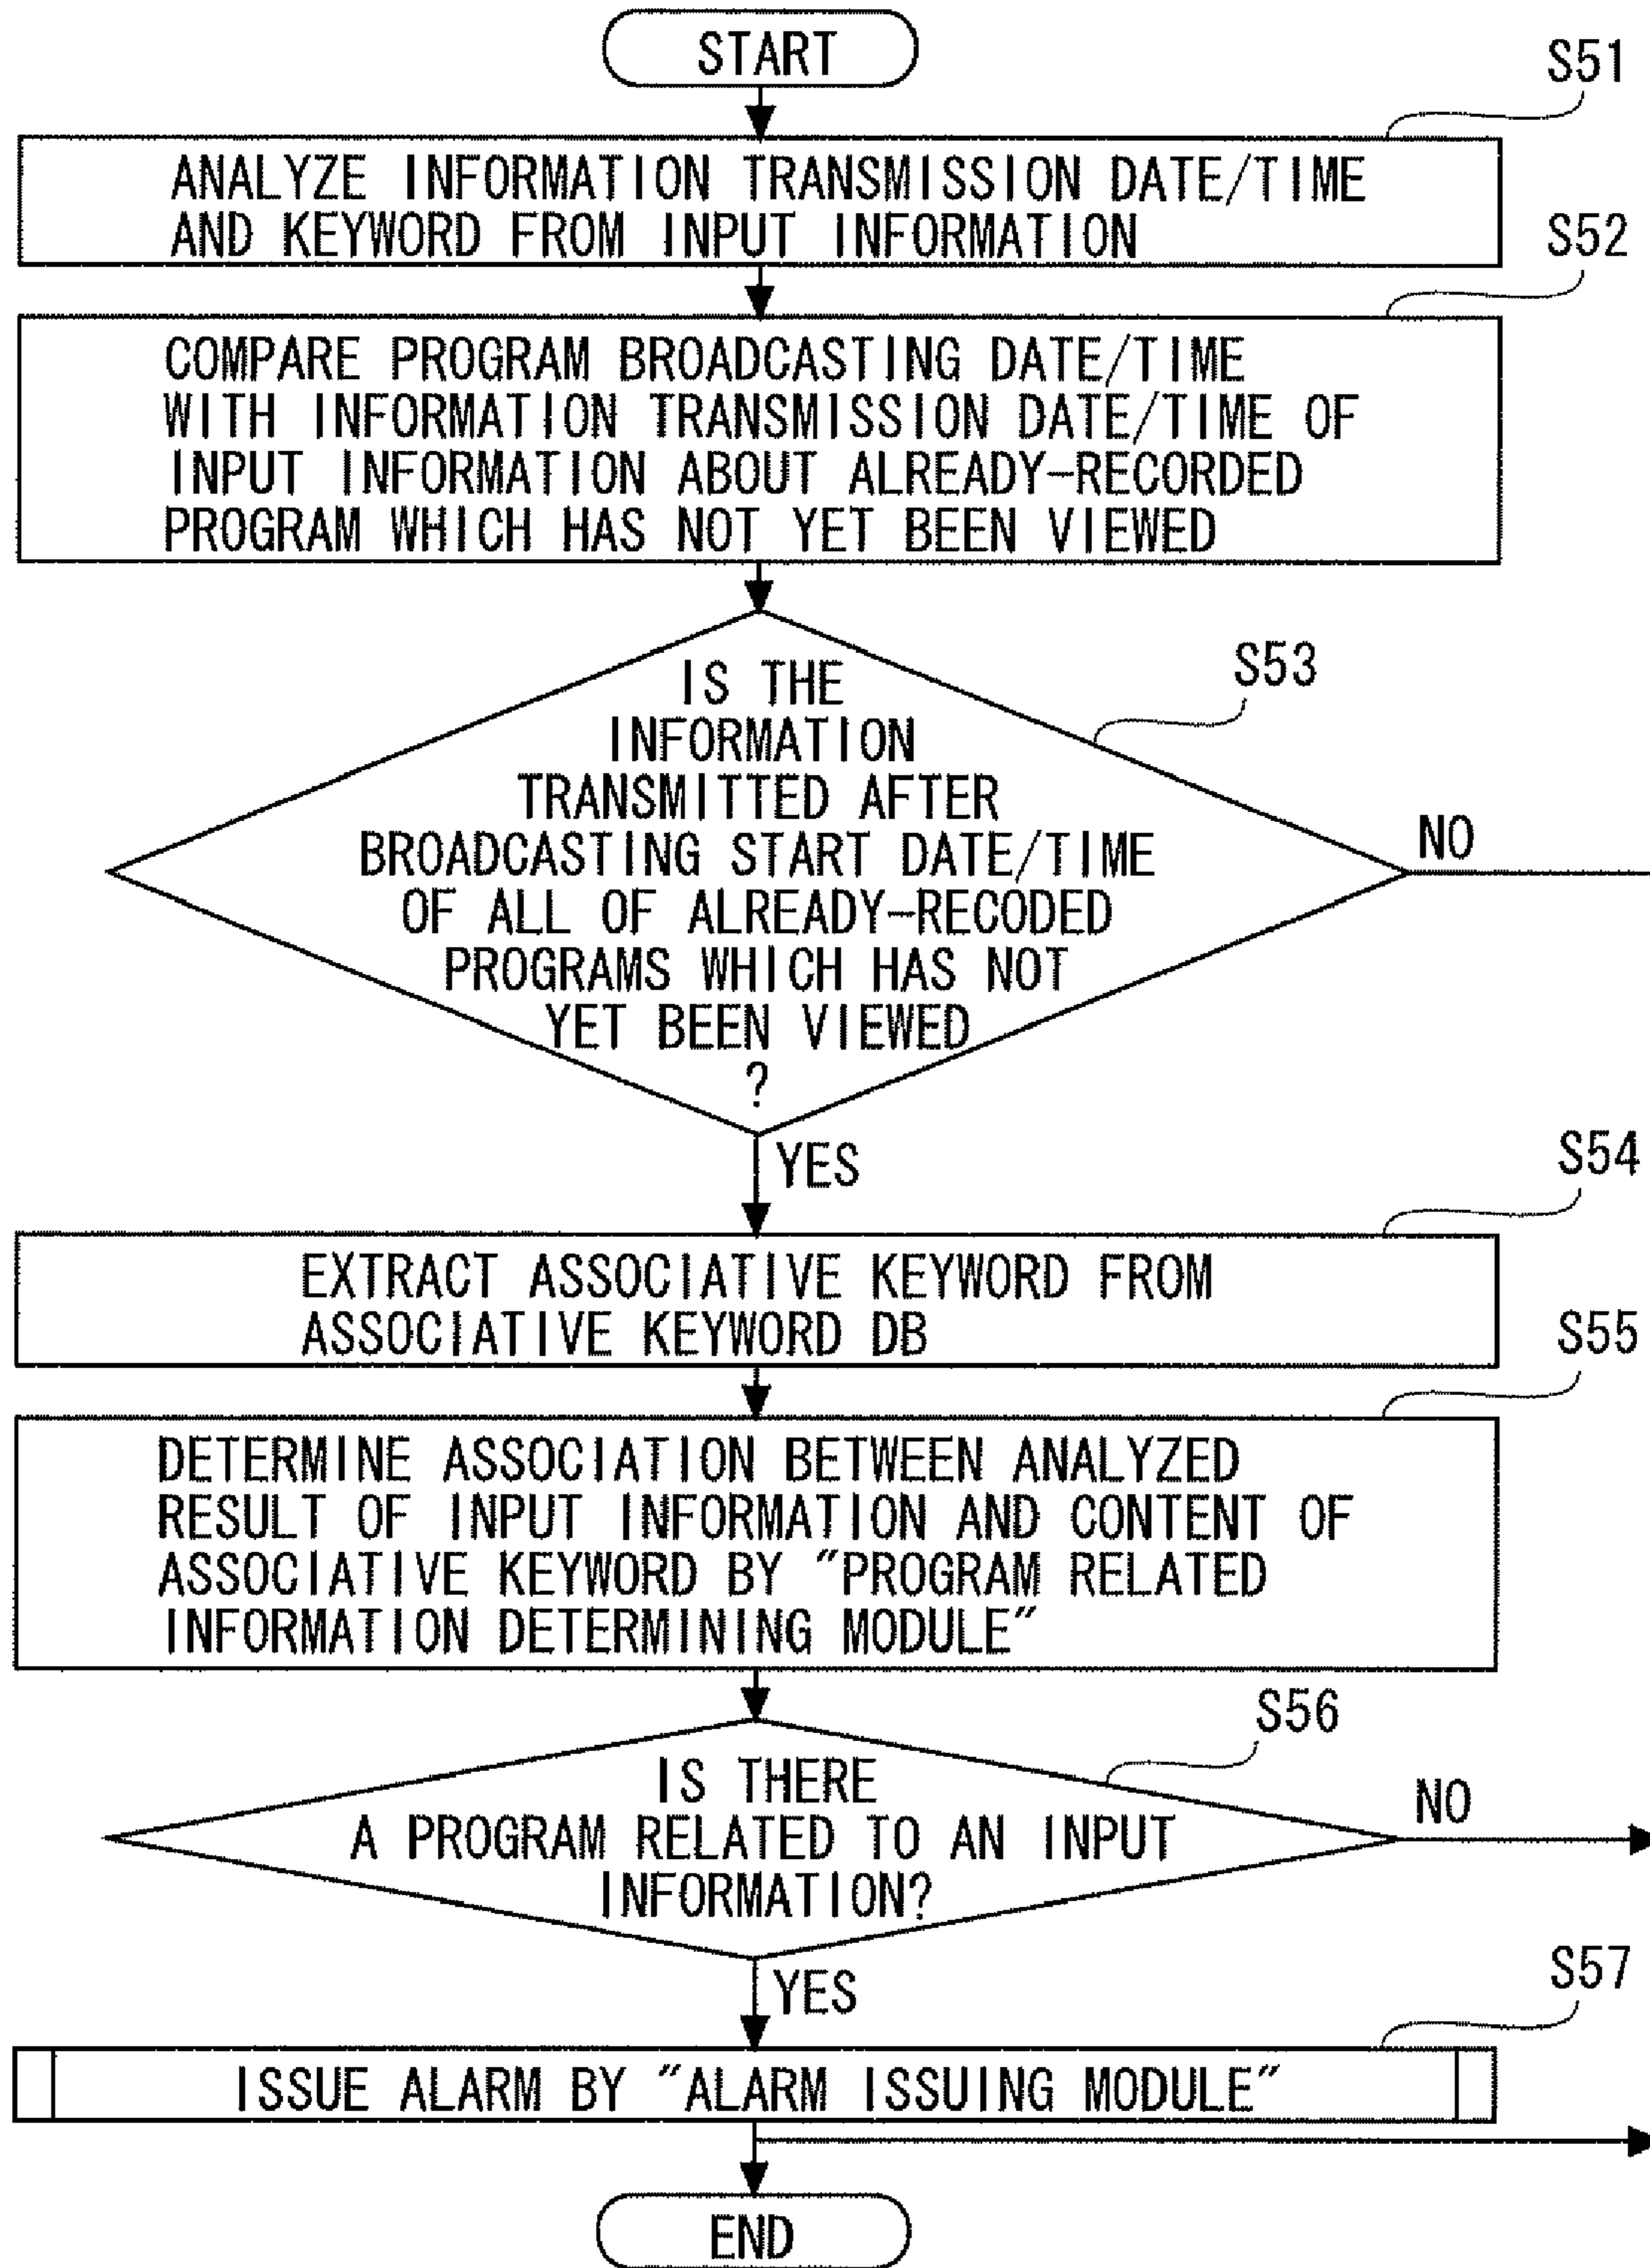 START
S51
ANALYZE INFORMATION TRANSMISSION DATE/TIME
AND KEYWORD FROM INPUT INFORMATION
S52
COMPARE PROGRAM BROADCASTING DATE/TIME
WITH INFORMATION TRANSMISSION DATE/TIME OF
INPUT INFORMATION ABOUT ALREADY-RECORDED
PROGRAM WHICH HAS NOT YET BEEN VIEWED
S53
IS THE
INFORMATION
TRANSMITTED AFTER
BROADCASTING START DATE/TIME
OF ALL OF ALREADY-RECODED
PROGRAMS WHICH HAS NOT
YET BEEN VIEWED
?
NO
YES
S54
EXTRACT ASSOCIATIVE KEYWORD FROM
ASSOCIATIVE KEYWORD DB
S55
DETERMINE ASSOCIATION BETWEEN ANALYZED
RESULT OF INPUT INFORMATION AND CONTENT OF
ASSOCIATIVE KEYWORD BY "PROGRAM RELATED
INFORMATION DETERMINING MODULE"
S56
IS THERE
A PROGRAM RELATED TO AN INPUT
INFORMATION?
NO
YES
S57
ISSUE ALARM BY "ALARM ISSUING MODULE"
END